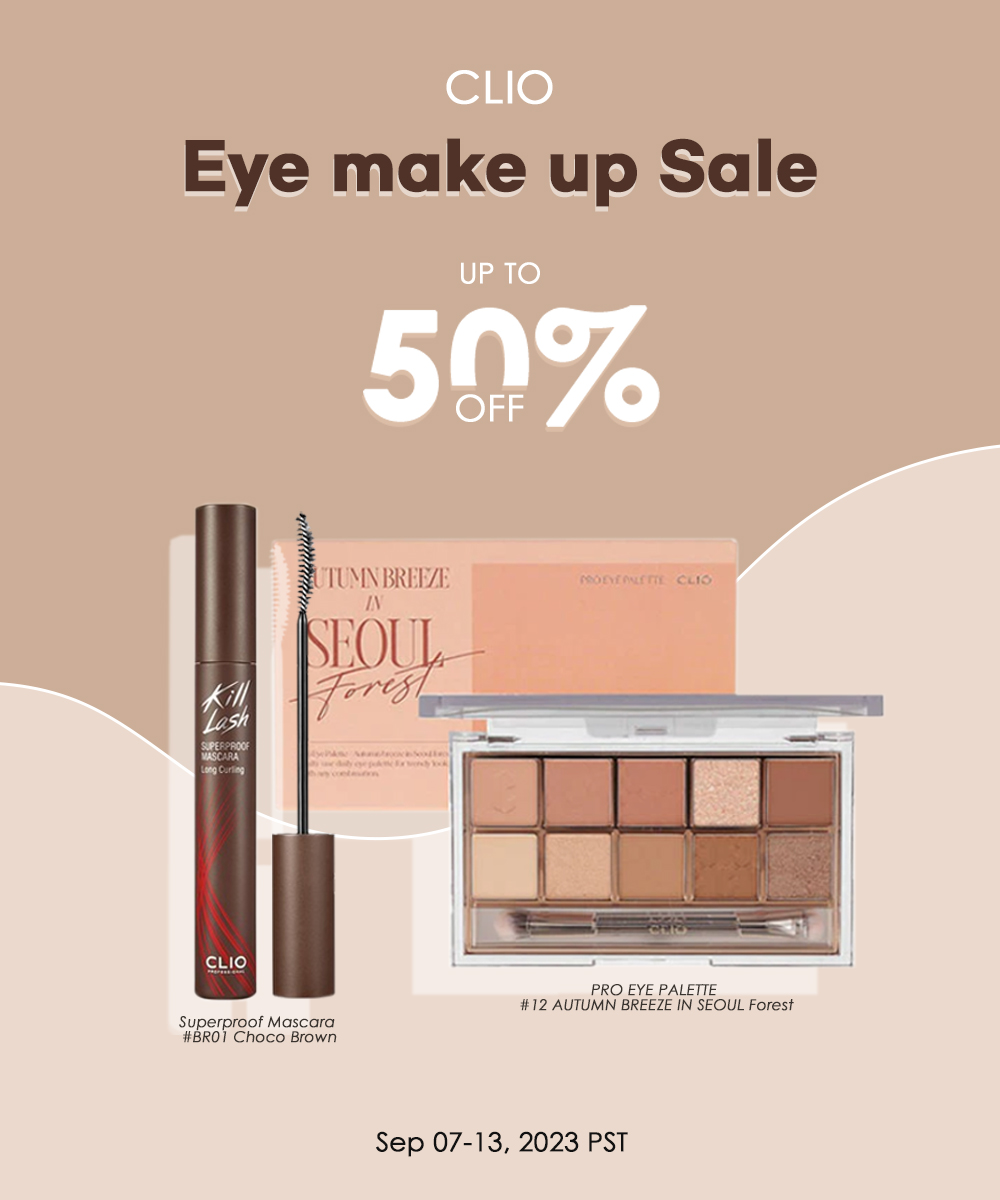 CLIO
Eye make up Sale
UP TO
50%
OFF
AUTUMN BREEZE
IN
SEOUL
Forest
PRO EYE PALETTE CLIO
Kill
Lash
SUPERPROOF
MASCARA
Long Curling
CLIO
PROFESSIONAL
CLIO
PRO EYE PALETTE
#12 AUTUMN BREEZE IN SEOUL Forest
Superproof Mascara
#BR01 Choco Brown
Sep 07-13, 2023 PST